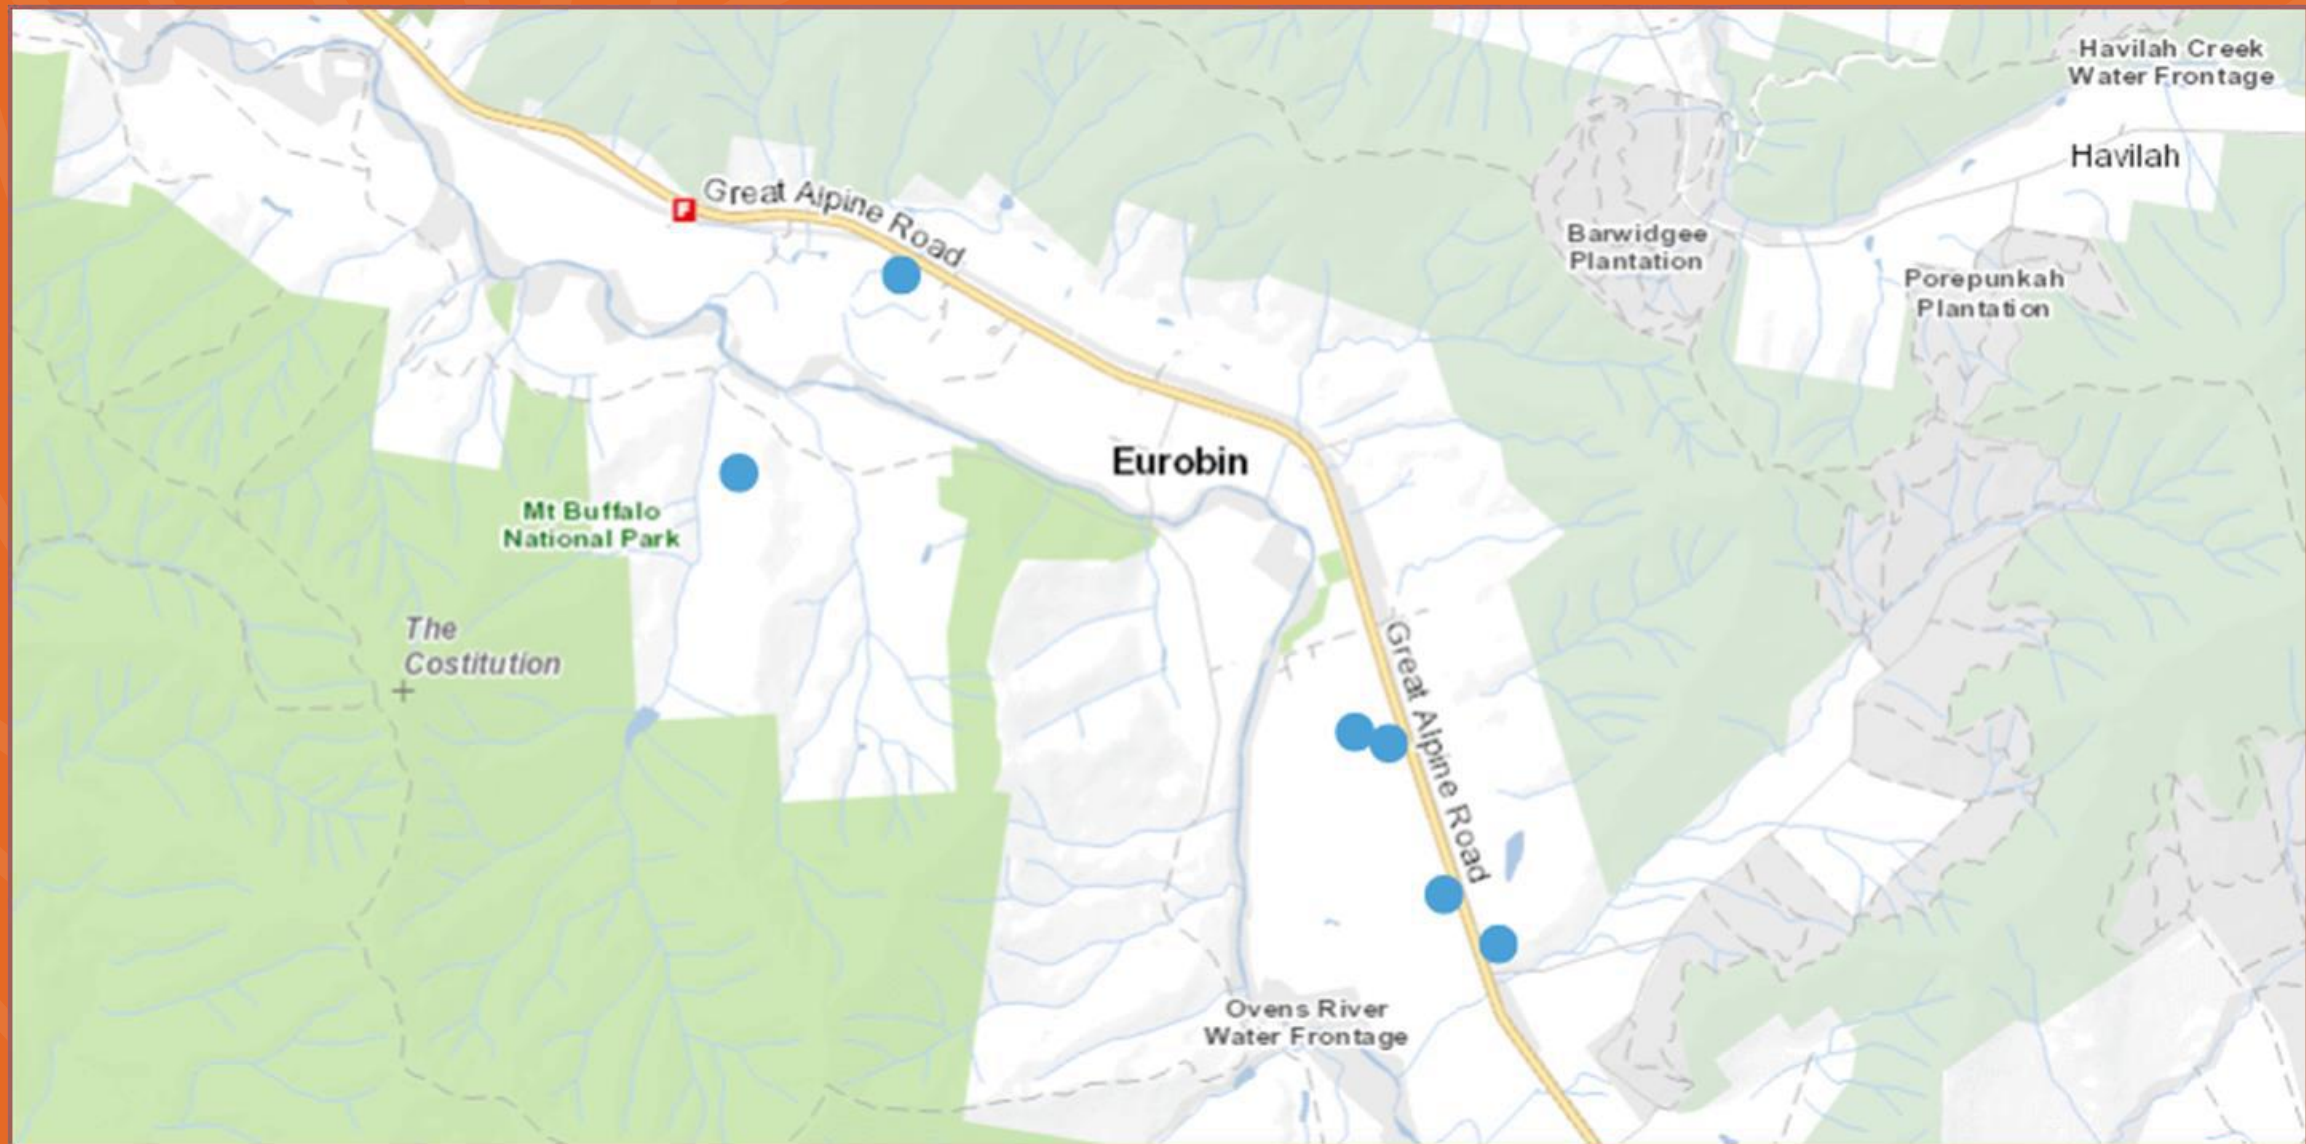 Havilah Creek
Water Frontage
Havilah
Great Alpine Road
Barwidgee
Plantation
Porepunkah
Plantation
Eurobin
Mt Buffalo
National Park
The
Costitution
Great Alpine Road
Ovens River
Water Frontage